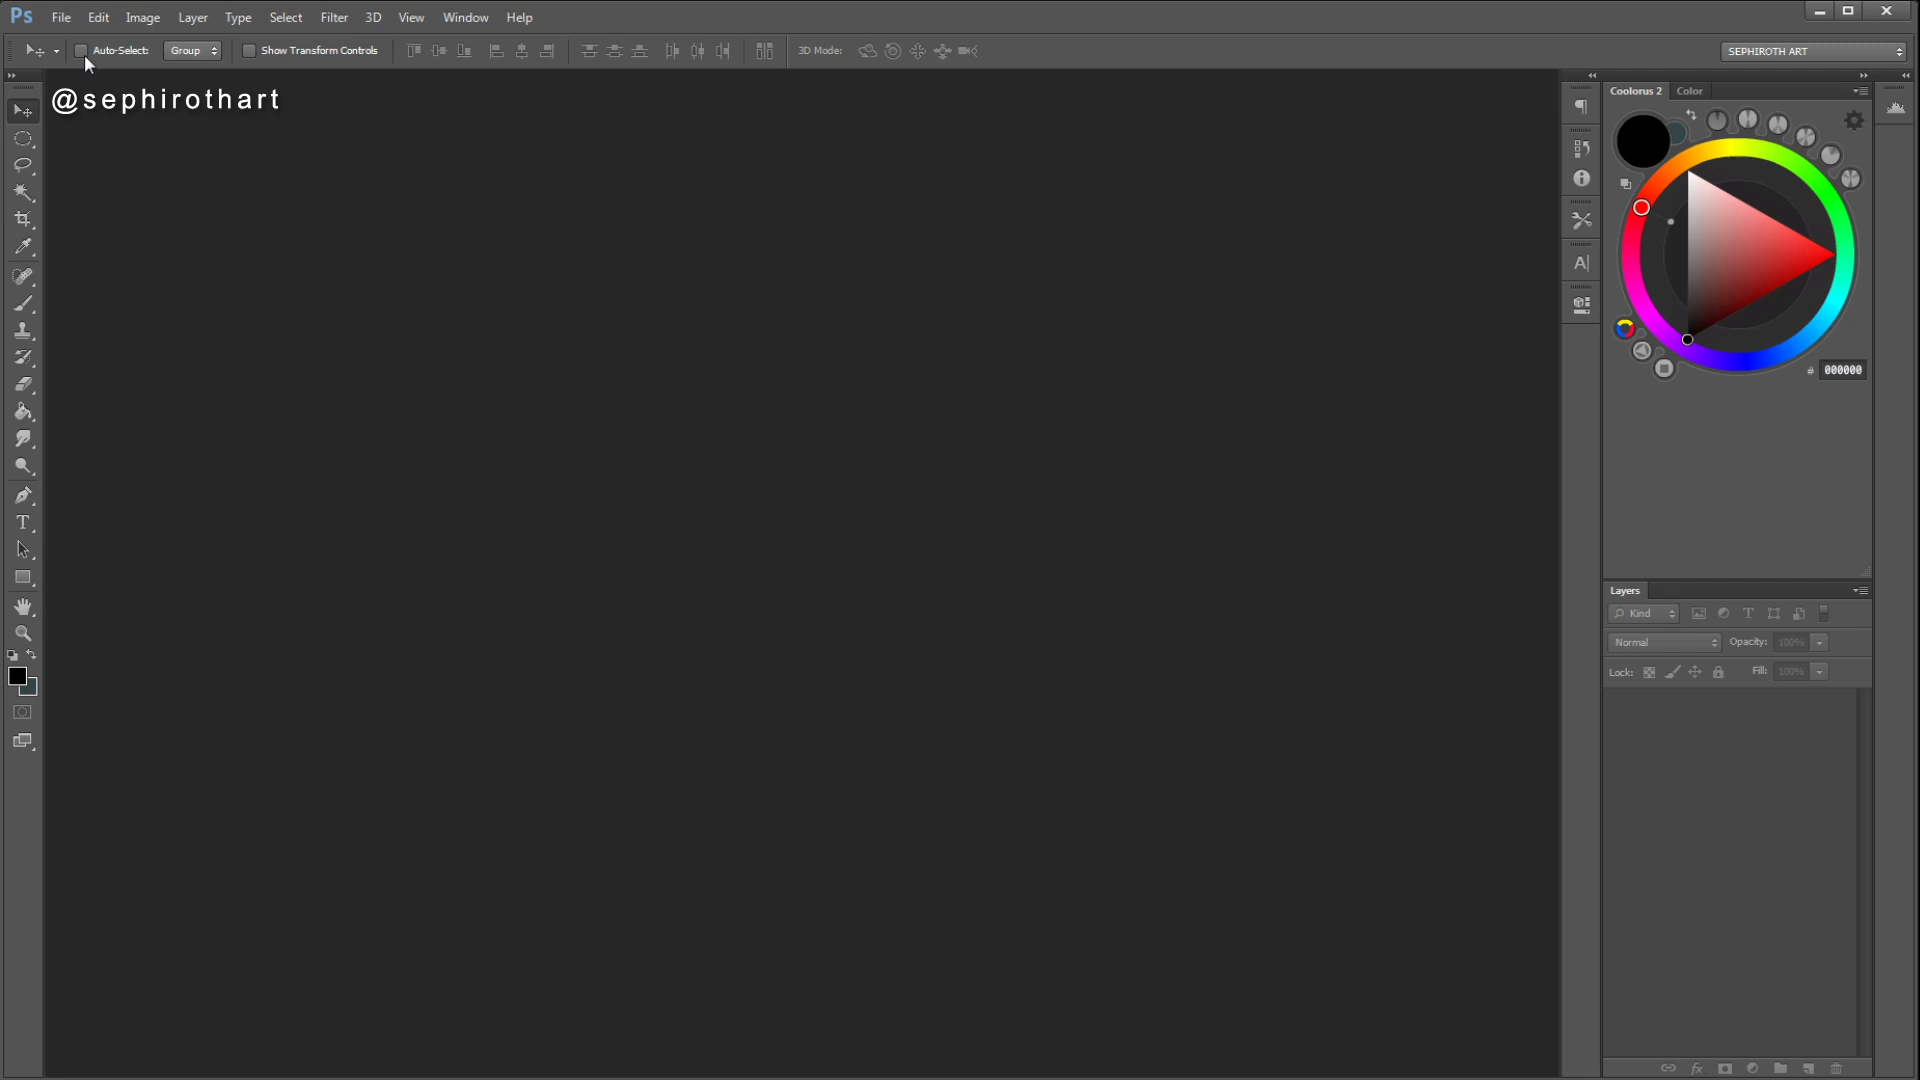 Ps File Edit Image Layer Type Select Filter 3D View Window Help
Auto-Select: Group Show Transform Controls 3D Mode: SEPHIROTH ART
@sephirothart
Coolorus 2 Color
# 000000
Layers
Kind
Normal Opacity: 100%
Lock: Fill: 100%